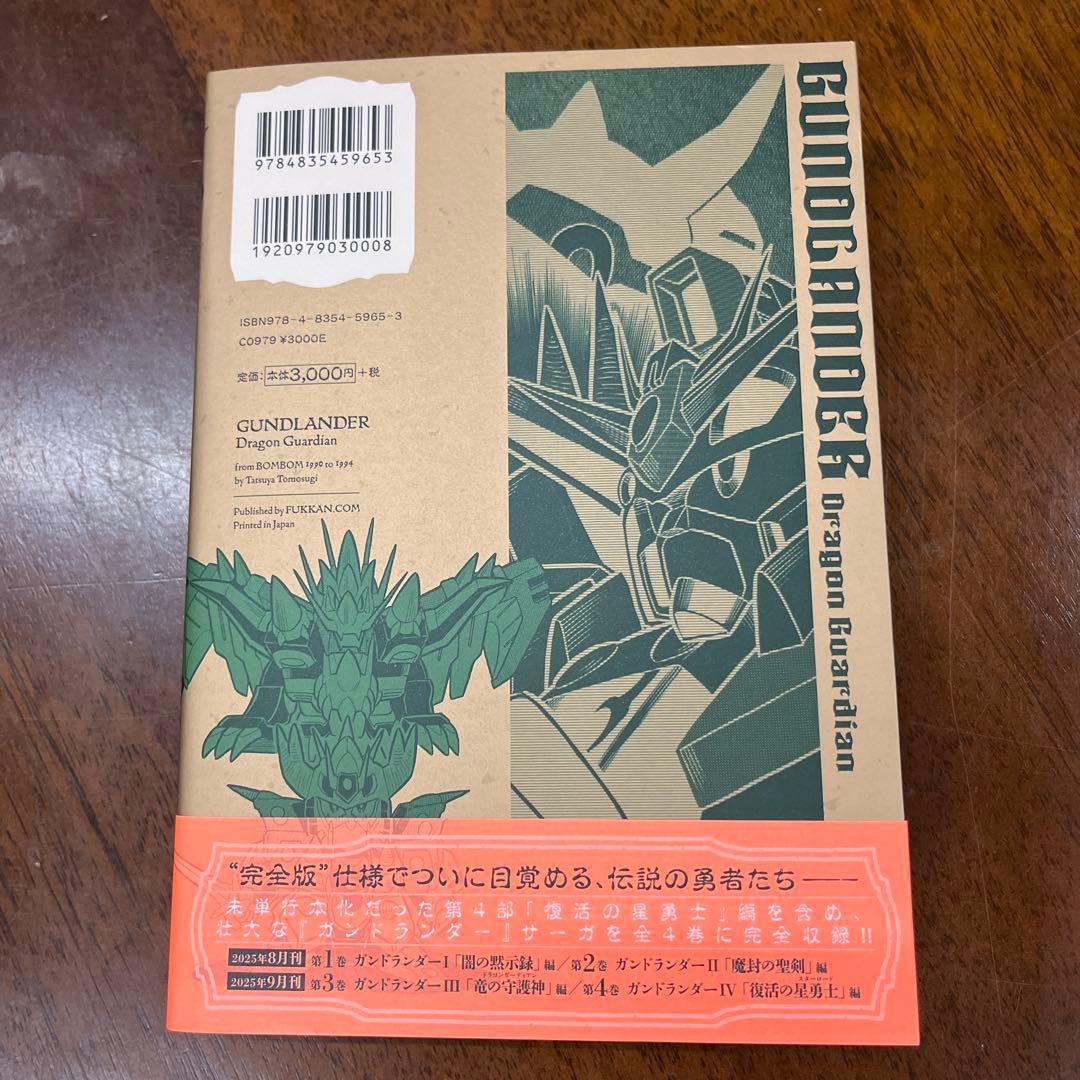 9784835459653
1920979030008
ISBN978-4-8354-5965-3
C0979 ¥3000E
定価：本体3,000円＋税
GUNDLANDER
Dragon Guardian
from BOMBOM 1990 to 1994
by Tatsuya Tomosugi
Published by FUKKAN.COM
Printed in Japan
GUNDLANDER Dragon Guardian
“完全版”仕様でついに目覚める、伝説の勇者たち――
未単行本化だった第4部「復活の星勇士」編を含め、
壮大な『ガンドランダー』サーガを全4巻に完全収録!!
2025年8月刊 第1巻 ガンドランダーI「闇の黙示録」編／第2巻 ガンドランダーII「魔封の聖剣」編
ドラゴンガーディアン スターロード
2025年9月刊 第3巻 ガンドランダーIII「竜の守護神」編／第4巻 ガンドランダーIV「復活の星勇士」編